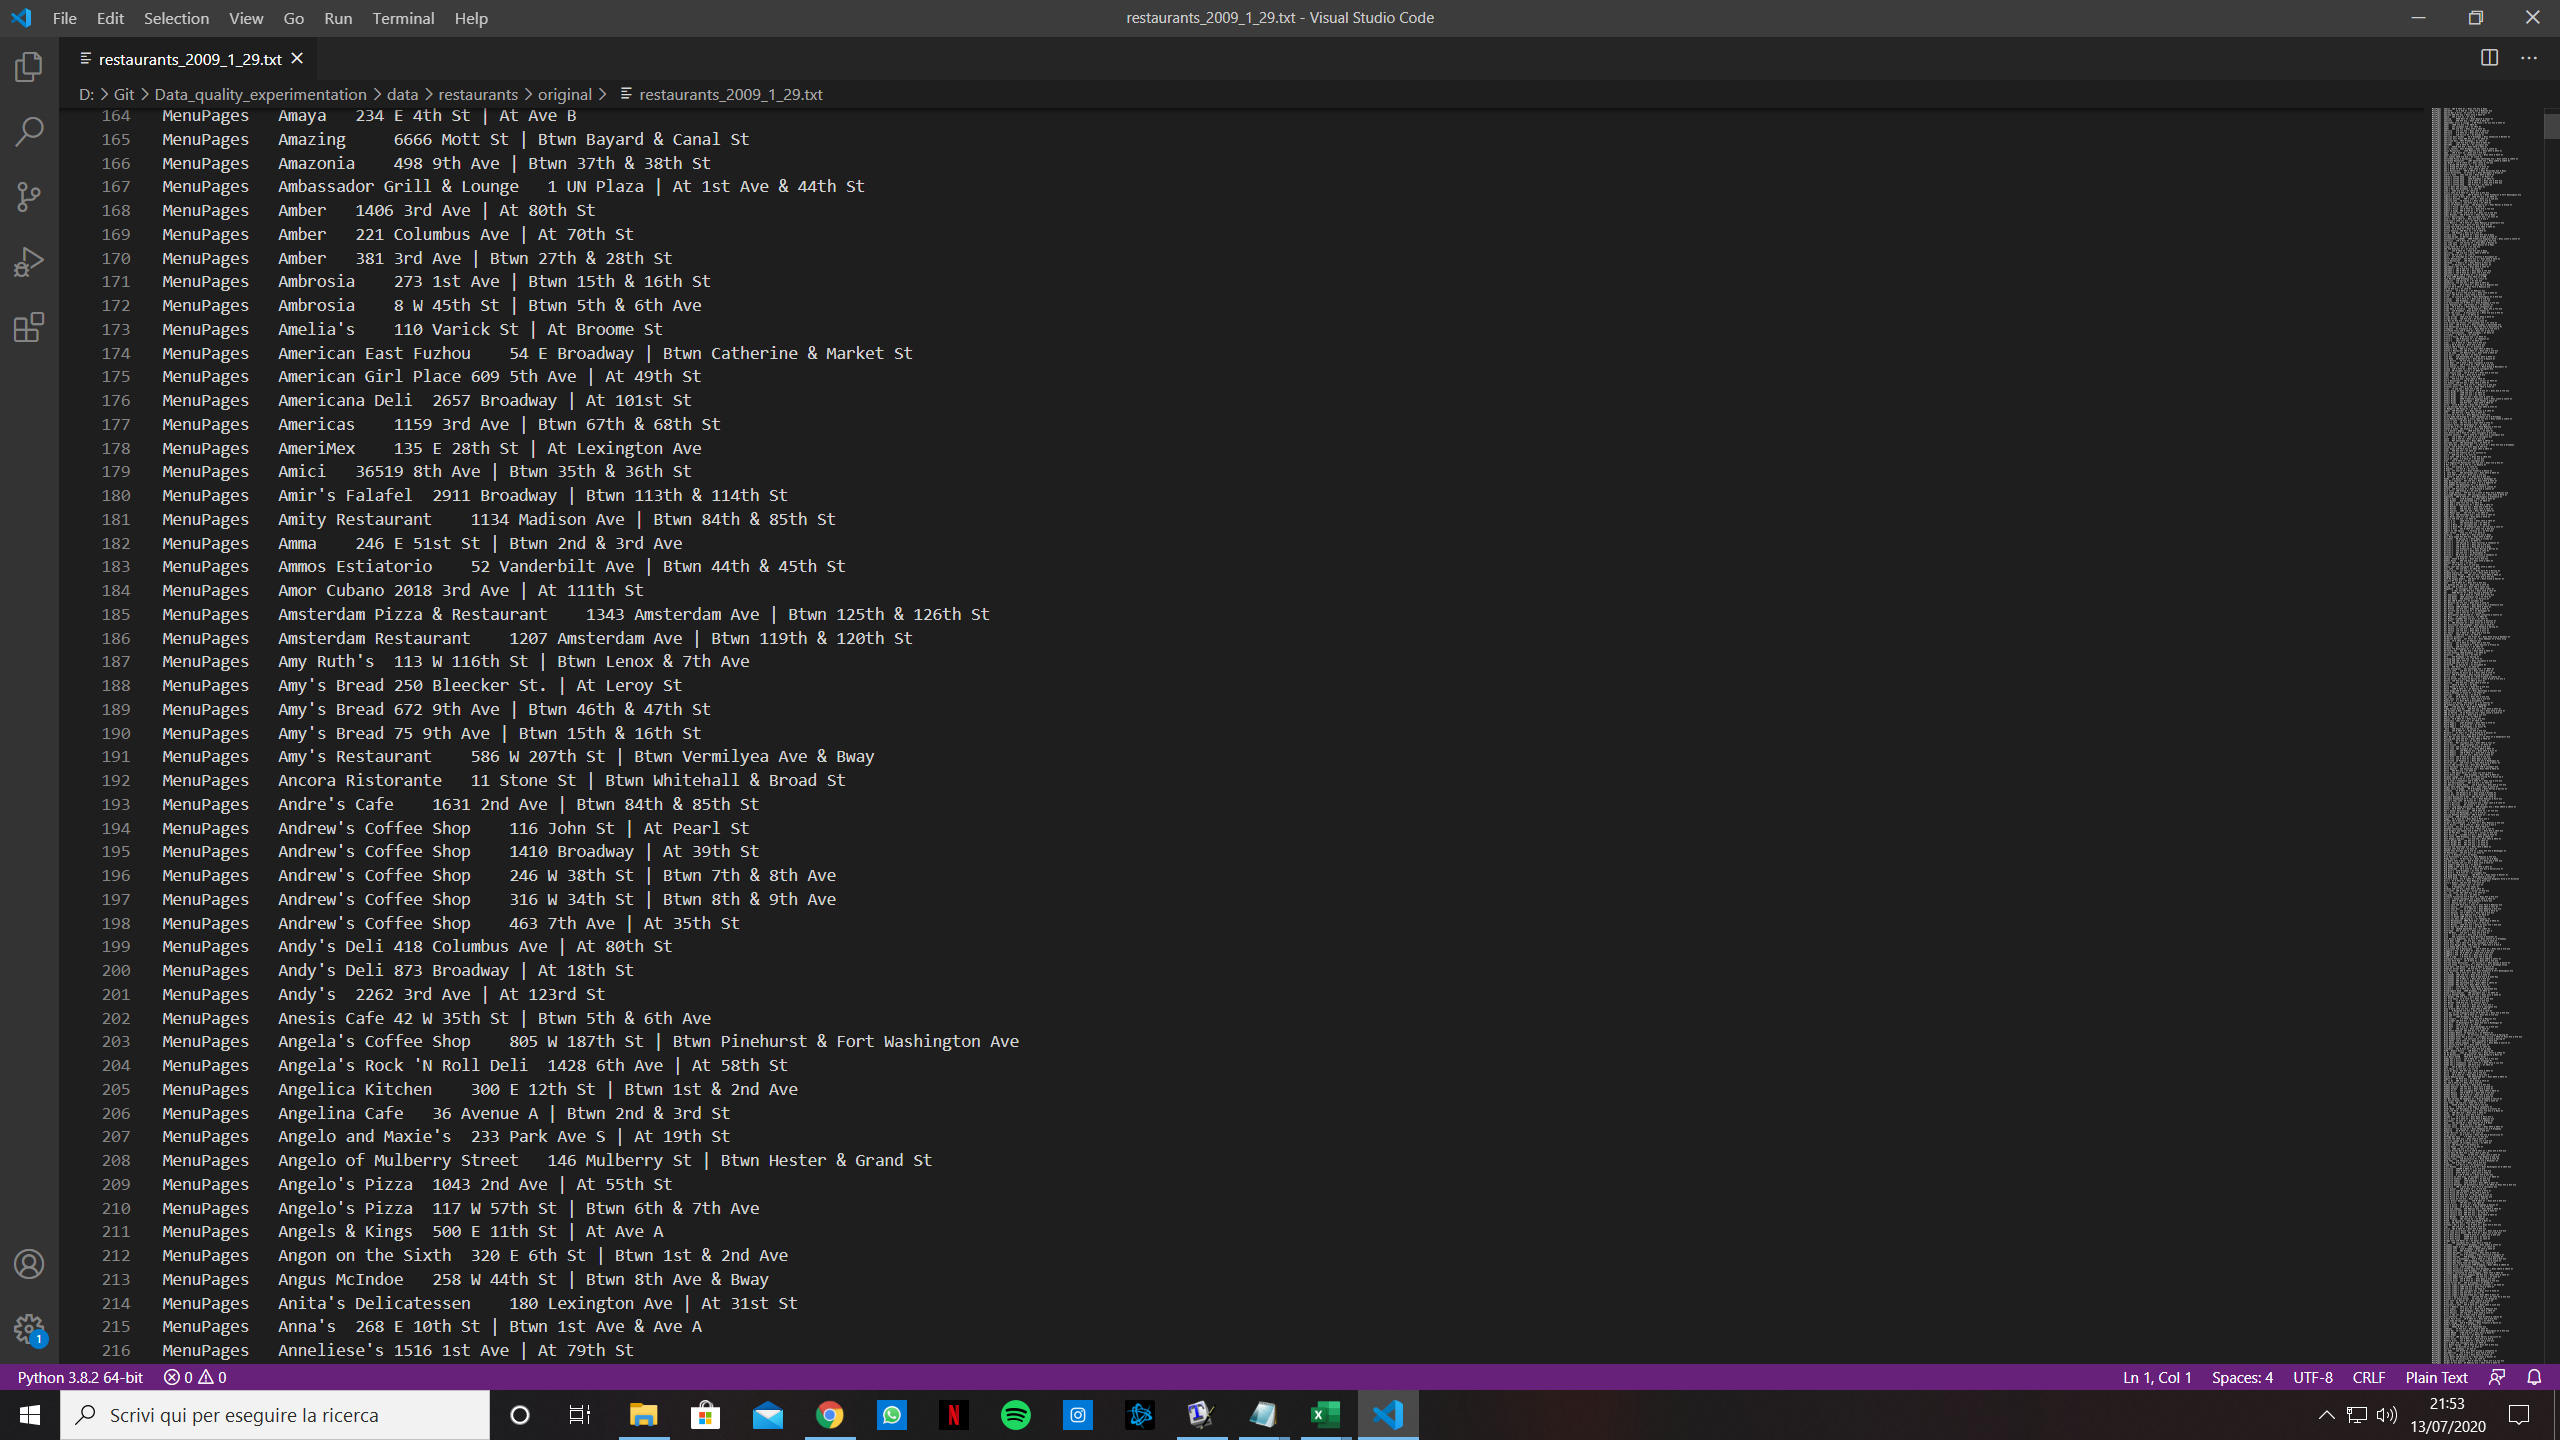 File Edit Selection View Go Run Terminal Help
restaurants_2009_1_29.txt - Visual Studio Code
restaurants_2009_1_29.txt
D: > Git > Data_quality_experimentation > data > restaurants > original > restaurants_2009_1_29.txt
164 MenuPages Amaya 234 E 4th St | At Ave B
165 MenuPages Amazing 6666 Mott St | Btwn Bayard & Canal St
166 MenuPages Amazonia 498 9th Ave | Btwn 37th & 38th St
167 MenuPages Ambassador Grill & Lounge 1 UN Plaza | At 1st Ave & 44th St
168 MenuPages Amber 1406 3rd Ave | At 80th St
169 MenuPages Amber 221 Columbus Ave | At 70th St
170 MenuPages Amber 381 3rd Ave | Btwn 27th & 28th St
171 MenuPages Ambrosia 273 1st Ave | Btwn 15th & 16th St
172 MenuPages Ambrosia 8 W 45th St | Btwn 5th & 6th Ave
173 MenuPages Amelia's 110 Varick St | At Broome St
174 MenuPages American East Fuzhou 54 E Broadway | Btwn Catherine & Market St
175 MenuPages American Girl Place 609 5th Ave | At 49th St
176 MenuPages Americana Deli 2657 Broadway | At 101st St
177 MenuPages Americas 1159 3rd Ave | Btwn 67th & 68th St
178 MenuPages AmeriMex 135 E 28th St | At Lexington Ave
179 MenuPages Amici 36519 8th Ave | Btwn 35th & 36th St
180 MenuPages Amir's Falafel 2911 Broadway | Btwn 113th & 114th St
181 MenuPages Amity Restaurant 1134 Madison Ave | Btwn 84th & 85th St
182 MenuPages Amma 246 E 51st St | Btwn 2nd & 3rd Ave
183 MenuPages Ammos Estiatorio 52 Vanderbilt Ave | Btwn 44th & 45th St
184 MenuPages Amor Cubano 2018 3rd Ave | At 111th St
185 MenuPages Amsterdam Pizza & Restaurant 1343 Amsterdam Ave | Btwn 125th & 126th St
186 MenuPages Amsterdam Restaurant 1207 Amsterdam Ave | Btwn 119th & 120th St
187 MenuPages Amy Ruth's 113 W 116th St | Btwn Lenox & 7th Ave
188 MenuPages Amy's Bread 250 Bleecker St. | At Leroy St
189 MenuPages Amy's Bread 672 9th Ave | Btwn 46th & 47th St
190 MenuPages Amy's Bread 75 9th Ave | Btwn 15th & 16th St
191 MenuPages Amy's Restaurant 586 W 207th St | Btwn Vermilyea Ave & Bway
192 MenuPages Ancora Ristorante 11 Stone St | Btwn Whitehall & Broad St
193 MenuPages Andre's Cafe 1631 2nd Ave | Btwn 84th & 85th St
194 MenuPages Andrew's Coffee Shop 116 John St | At Pearl St
195 MenuPages Andrew's Coffee Shop 1410 Broadway | At 39th St
196 MenuPages Andrew's Coffee Shop 246 W 38th St | Btwn 7th & 8th Ave
197 MenuPages Andrew's Coffee Shop 316 W 34th St | Btwn 8th & 9th Ave
198 MenuPages Andrew's Coffee Shop 463 7th Ave | At 35th St
199 MenuPages Andy's Deli 418 Columbus Ave | At 80th St
200 MenuPages Andy's Deli 873 Broadway | At 18th St
201 MenuPages Andy's 2262 3rd Ave | At 123rd St
202 MenuPages Anesis Cafe 42 W 35th St | Btwn 5th & 6th Ave
203 MenuPages Angela's Coffee Shop 805 W 187th St | Btwn Pinehurst & Fort Washington Ave
204 MenuPages Angela's Rock 'N Roll Deli 1428 6th Ave | At 58th St
205 MenuPages Angelica Kitchen 300 E 12th St | Btwn 1st & 2nd Ave
206 MenuPages Angelina Cafe 36 Avenue A | Btwn 2nd & 3rd St
207 MenuPages Angelo and Maxie's 233 Park Ave S | At 19th St
208 MenuPages Angelo of Mulberry Street 146 Mulberry St | Btwn Hester & Grand St
209 MenuPages Angelo's Pizza 1043 2nd Ave | At 55th St
210 MenuPages Angelo's Pizza 117 W 57th St | Btwn 6th & 7th Ave
211 MenuPages Angels & Kings 500 E 11th St | At Ave A
212 MenuPages Angon on the Sixth 320 E 6th St | Btwn 1st & 2nd Ave
213 MenuPages Angus McIndoe 258 W 44th St | Btwn 8th Ave & Bway
214 MenuPages Anita's Delicatessen 180 Lexington Ave | At 31st St
215 MenuPages Anna's 268 E 10th St | Btwn 1st Ave & Ave A
216 MenuPages Anneliese's 1516 1st Ave | At 79th St
1
Python 3.8.2 64-bit 0 0 Ln 1, Col 1 Spaces: 4 UTF-8 CRLF Plain Text
Scrivi qui per eseguire la ricerca
21:53
13/07/2020